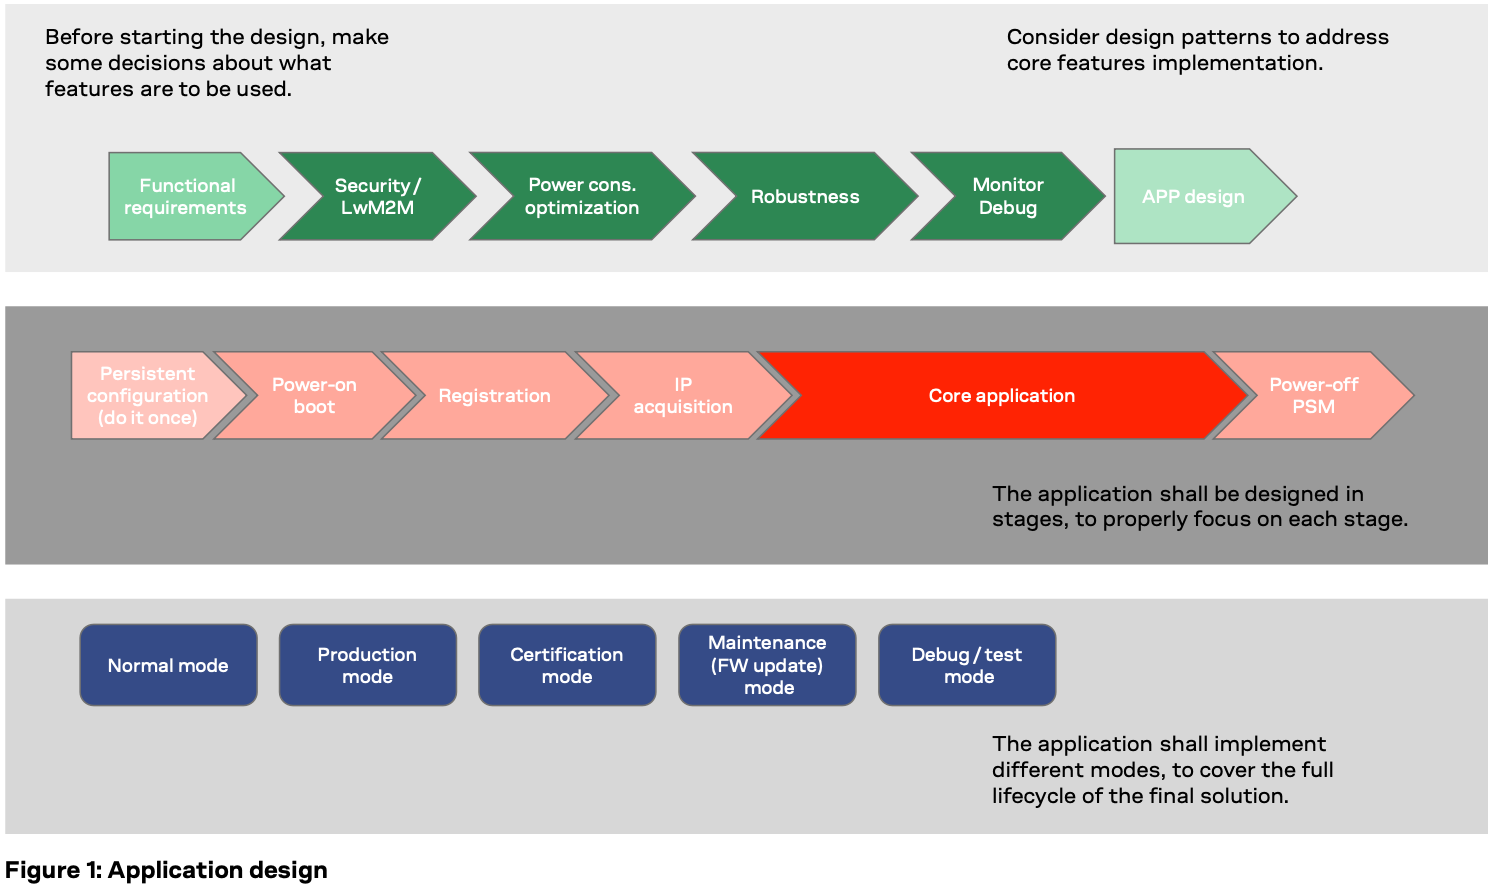 Before starting the design, make
some decisions about what
features are to be used.
Consider design patterns to address
core features implementation.
Functional
requirements
Security /
LwM2M
Power cons.
optimization
Robustness
Monitor
Debug
APP design
Persistent
configuration
(do it once)
Power-on
boot
Registration
IP
acquisition
Core application
Power-off
PSM
The application shall be designed in
stages, to properly focus on each stage.
Normal mode
Production
mode
Certification
mode
Maintenance
(FW update)
mode
Debug / test
mode
The application shall implement
different modes, to cover the full
lifecycle of the final solution.
Figure 1: Application design